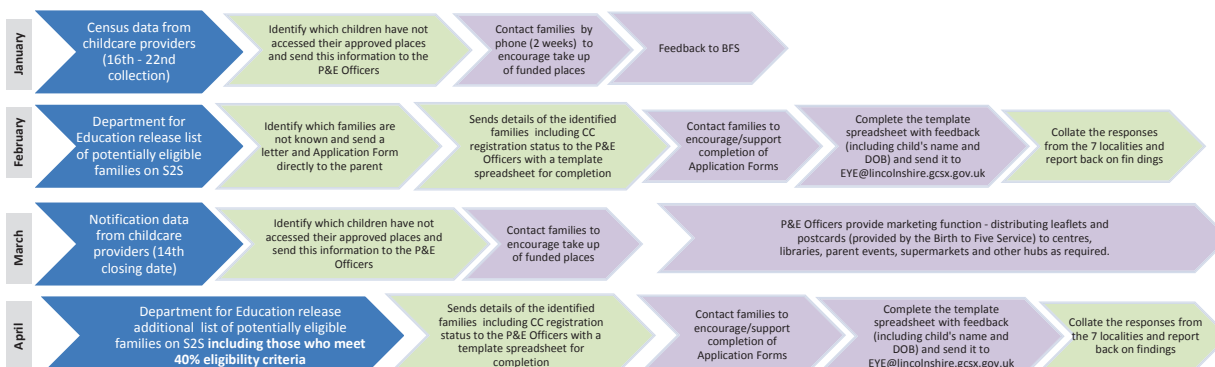 January
Census data from
childcare providers
(16th - 22nd
collection)
Identify which children have not
accessed their approved places
and send this information to the
P&E Officers
Contact families by
phone (2 weeks) to
encourage take up
of funded places
Feedback to BFS
February
Department for
Education release list
of potentially eligible
families on S2S
Identify which families are
not known and send a
letter and Application Form
directly to the parent
Sends details of the identified
families including CC
registration status to the P&E
Officers with a template
spreadsheet for completion
Contact families to
encourage/support
completion of
Application Forms
Complete the template
spreadsheet with feedback
(including child's name and
DOB) and send it to
EYE@lincolnshire.gcsx.gov.uk
Collate the responses
from the 7 localities and
report back on fin dings
March
Notification data
from childcare
providers (14th
closing date)
Identify which children have not
accessed their approved places and
send this information to the P&E
Officers
Contact families to
encourage take up
of funded places
P&E Officers provide marketing function - distributing leaflets and
postcards (provided by the Birth to Five Service) to centres,
libraries, parent events, supermarkets and other hubs as required.
April
Department for Education release
additional list of potentially eligible
families on S2S including those who meet
40% eligibility criteria
Sends details of the identified
families including CC registration
status to the P&E Officers with a
template spreadsheet for
completion
Contact families to
encourage/support
completion of
Application Forms
Complete the template
spreadsheet with feedback
(including child's name and
DOB) and send it to
EYE@lincolnshire.gcsx.gov.uk
Collate the responses from
the 7 localities and report
back on findings